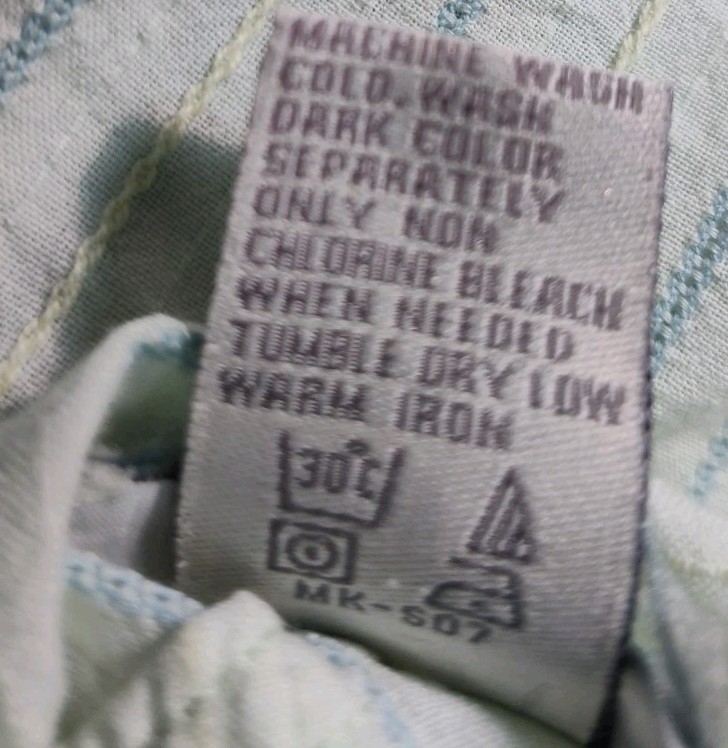 MACHINE WASH
COLD. WASH
DARK COLOR
SEPARATELY
ONLY NON
CHLORINE BLEACH
WHEN NEEDED
TUMBLE DRY LOW
WARM IRON
30°C
MK-S07